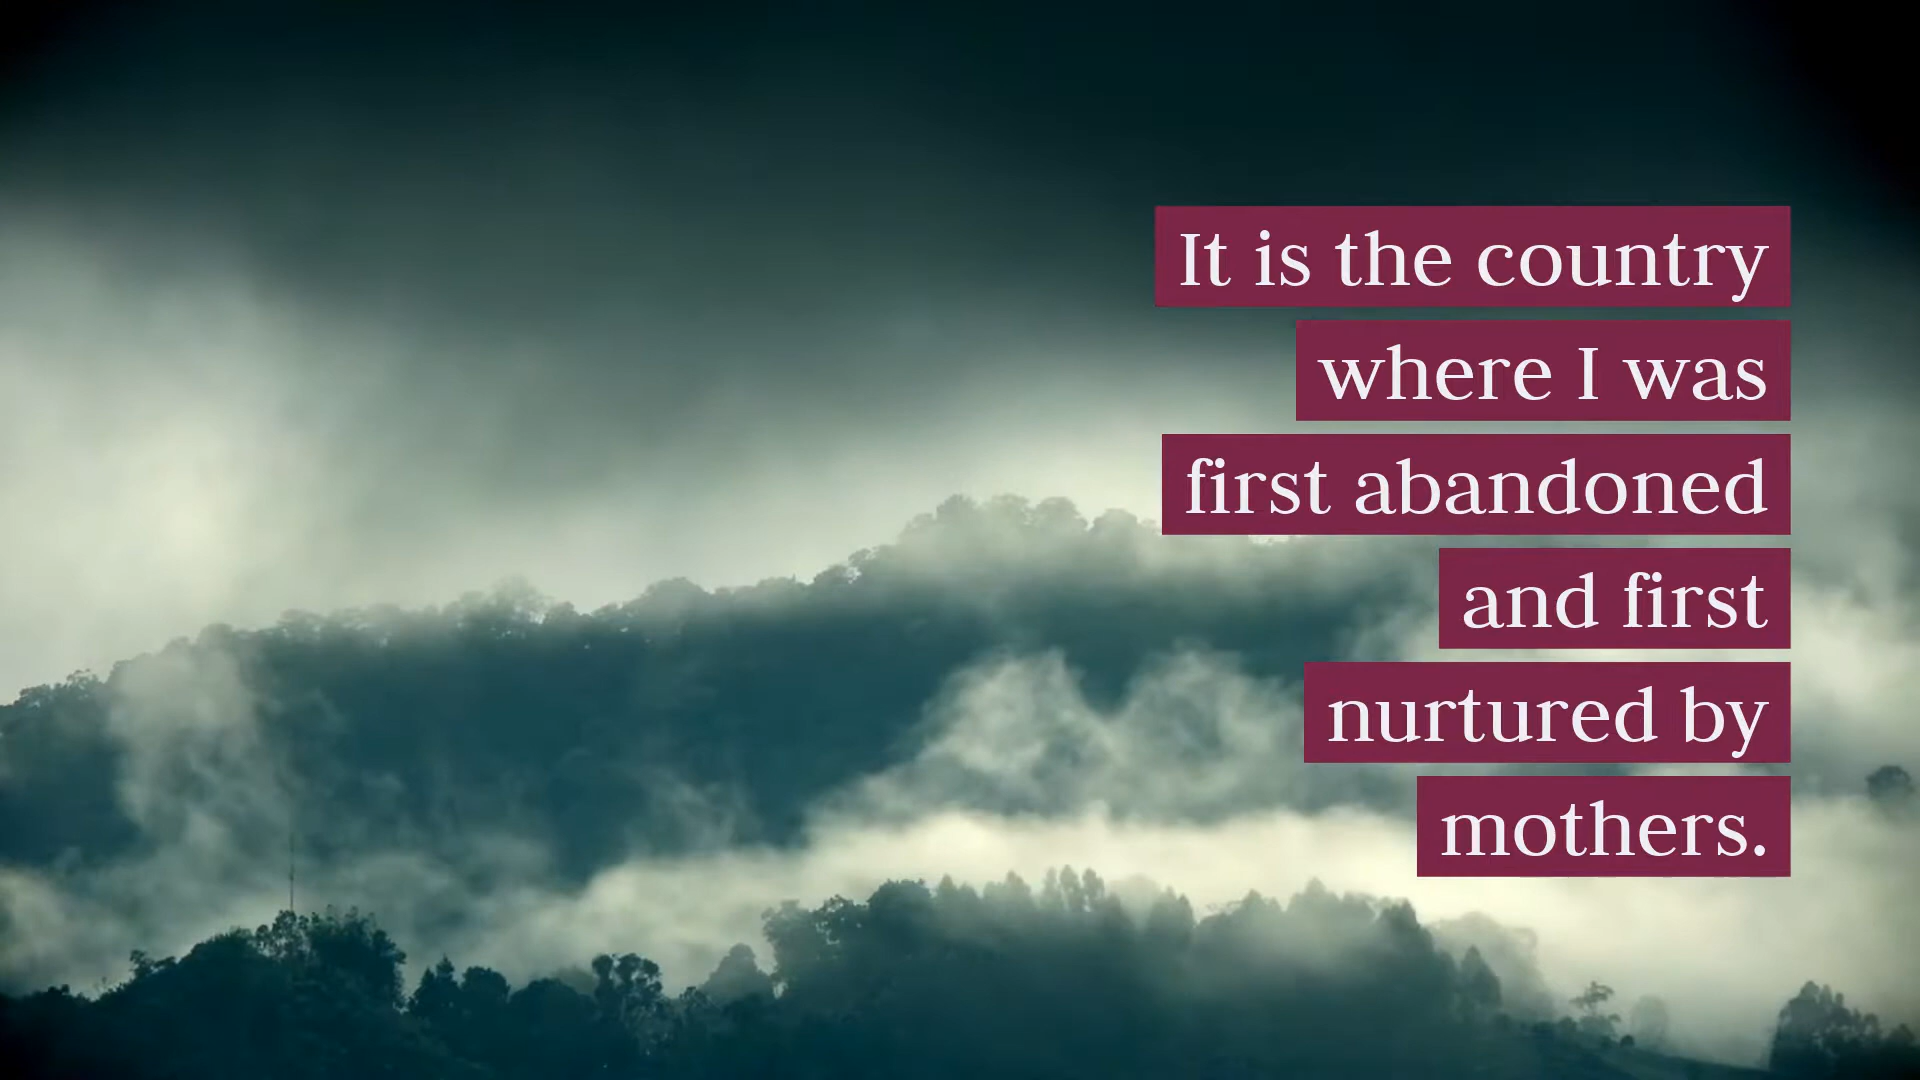 It is the country
where I was
first abandoned
and first
nurtured by
mothers.